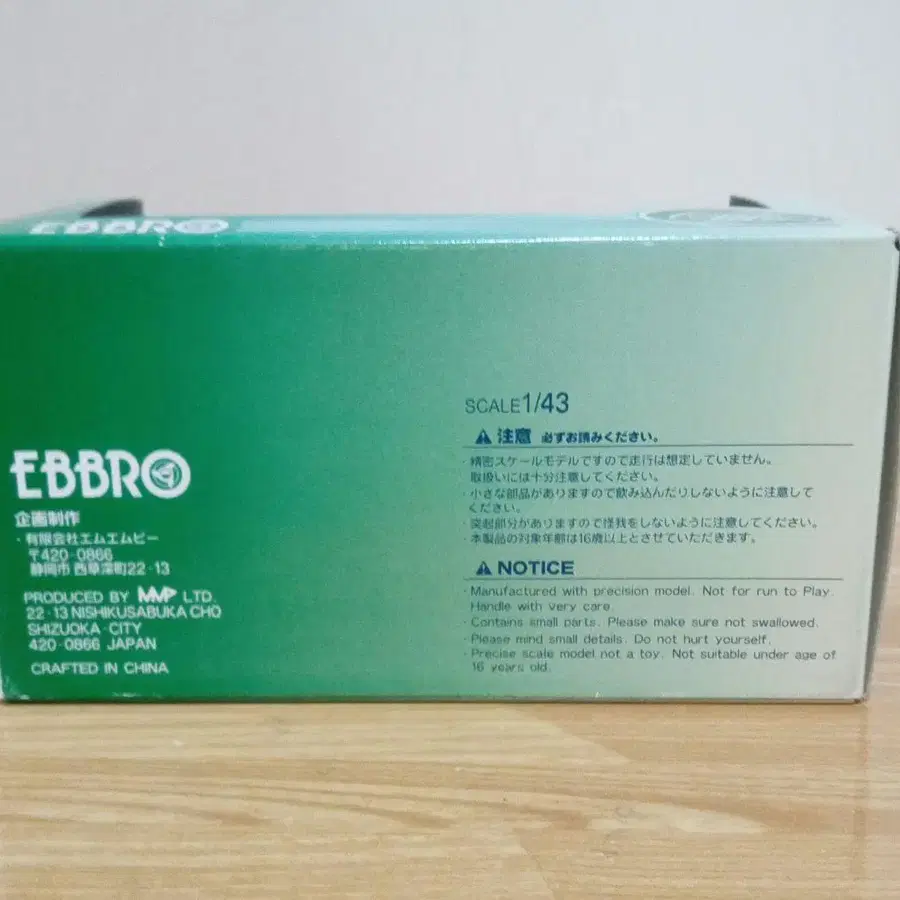 EBBRO
SCALE 1/43
注意 必ずお読みください。
・精密スケールモデルですので走行は想定していません。
取扱いには十分注意してください。
・小さな部品がありますので飲み込んだりしないように注意して
ください。
・突起部分がありますので怪我をしないように注意してください。
・本製品の対象年齢は16歳以上とさせていただきます。
NOTICE
・Manufactured with precision model. Not for run to Play.
Handle with very care.
・Contains small parts. Please make sure not swallowed.
・Please mind small details. Do not hurt yourself.
・Precise scale model not a toy. Not suitable under age of
16 years old.
EBBRO
企画制作
・有限会社エムエムピー
〒420-0866
静岡市 西草深町22-13
PRODUCED BY MMP LTD.
22-13 NISHIKUSABUKA CHO
SHIZUOKA-CITY
420-0866 JAPAN
CRAFTED IN CHINA